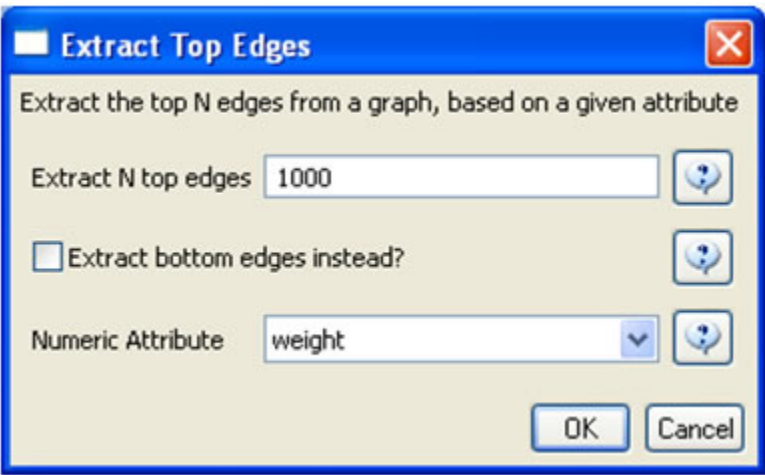 Extract Top Edges
Extract the top N edges from a graph, based on a given attribute
Extract N top edges 1000
Extract bottom edges instead?
Numeric Attribute weight
OK Cancel